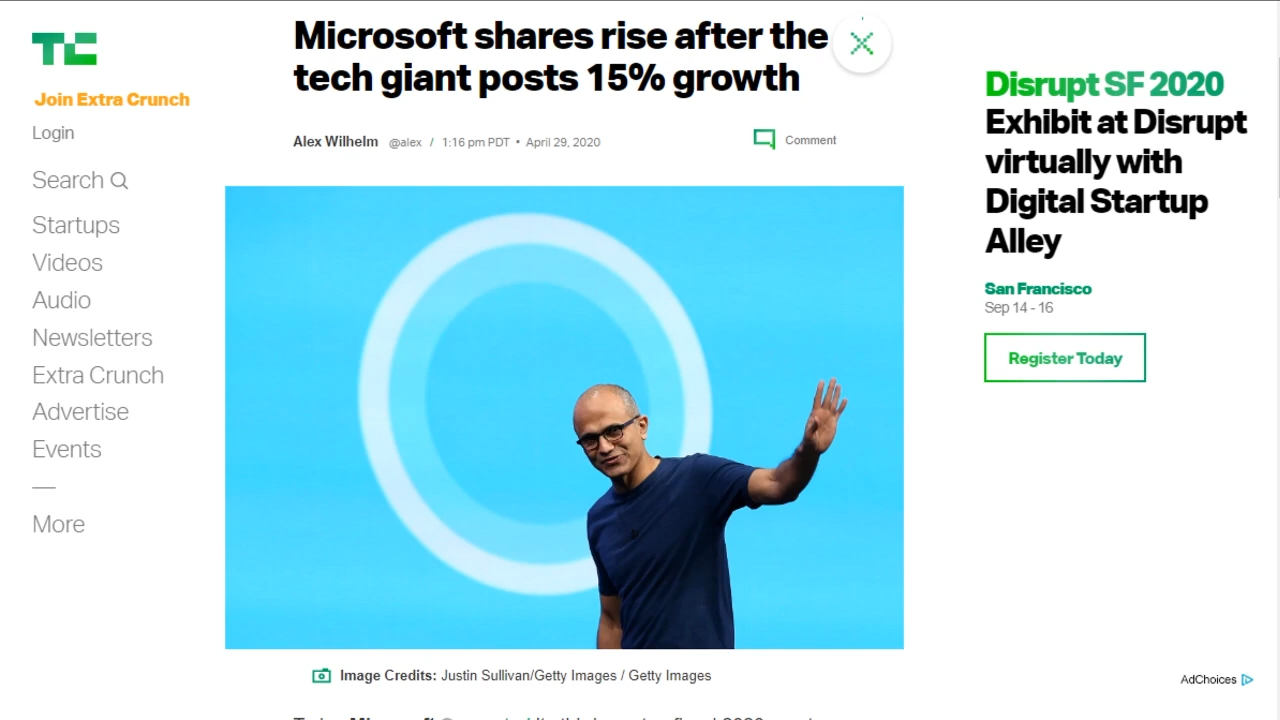 TC
Join Extra Crunch
Login
Search
Startups
Videos
Audio
Newsletters
Extra Crunch
Advertise
Events
—
More
Microsoft shares rise after the
tech giant posts 15% growth
Alex Wilhelm @alex / 1:16 pm PDT • April 29, 2020
Comment
Image Credits: Justin Sullivan/Getty Images / Getty Images
Disrupt SF 2020
Exhibit at Disrupt
virtually with
Digital Startup
Alley
San Francisco
Sep 14 - 16
Register Today
AdChoices